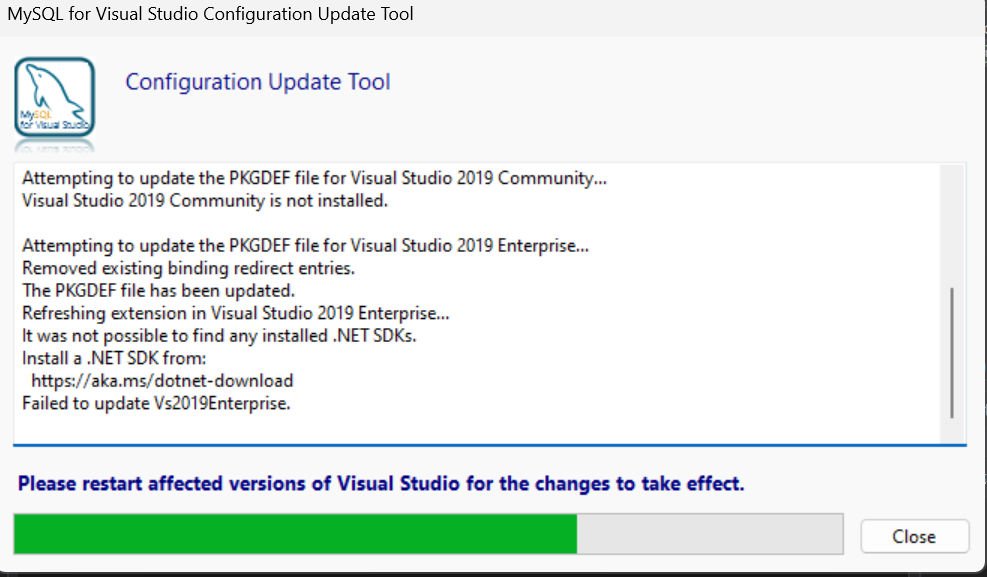 MySQL for Visual Studio Configuration Update Tool
MySQL
for Visual Studio
Configuration Update Tool
Attempting to update the PKGDEF file for Visual Studio 2019 Community...
Visual Studio 2019 Community is not installed.
Attempting to update the PKGDEF file for Visual Studio 2019 Enterprise...
Removed existing binding redirect entries.
The PKGDEF file has been updated.
Refreshing extension in Visual Studio 2019 Enterprise...
It was not possible to find any installed .NET SDKs.
Install a .NET SDK from:
https://aka.ms/dotnet-download
Failed to update Vs2019Enterprise.
Please restart affected versions of Visual Studio for the changes to take effect.
Close